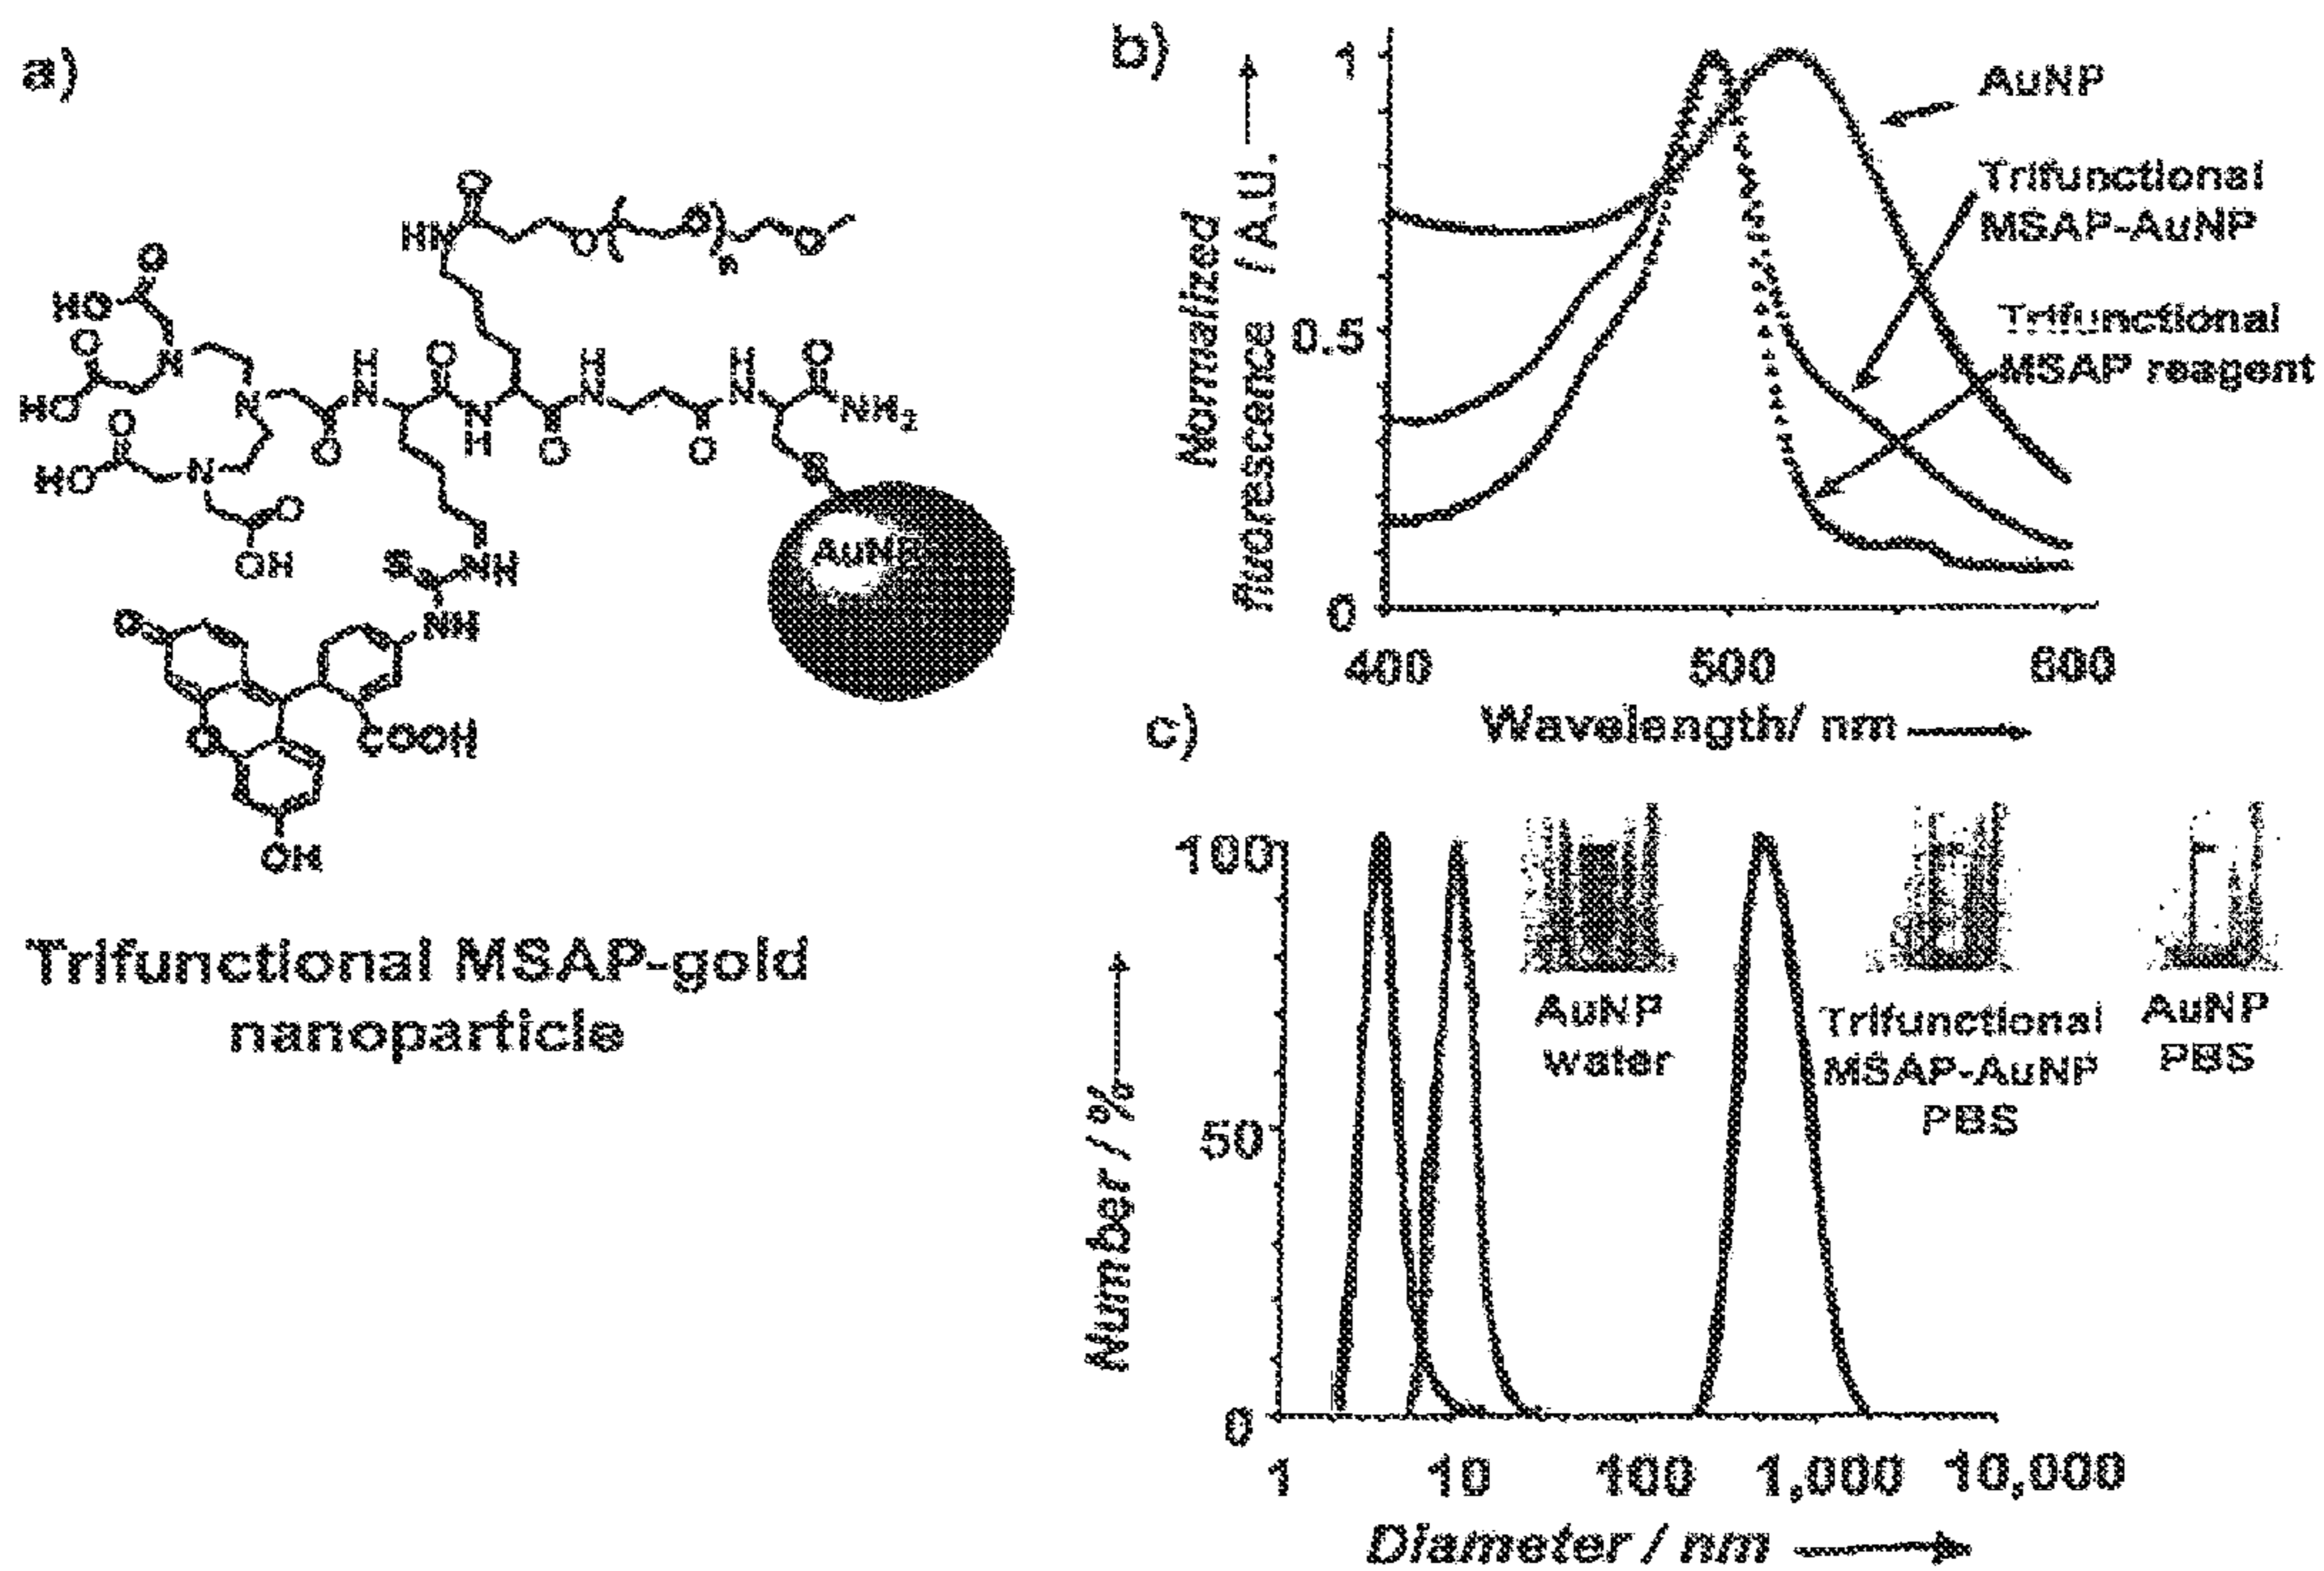 a)
O
HN
O
(
O
)
n
O
O
HO
O
N
HO
O
N
H
N
O
O
N
H
O
H
N
O
H
N
O
NH₂
S
HO
O
N
O
OH
AuNP
S
NH
NH
O
O
COOH
OH
Trifunctional MSAP-gold
nanoparticle
b)
Normalized
fluorescence / A.U.
1
0.5
0
400
500
600
Wavelength/ nm
AuNP
Trifunctional
MSAP-AuNP
Trifunctional
MSAP reagent
c)
Number / %
100
50
0
1
10
100
1,000
10,000
Diameter / nm
AuNP
water
Trifunctional
MSAP-AuNP
PBS
AuNP
PBS